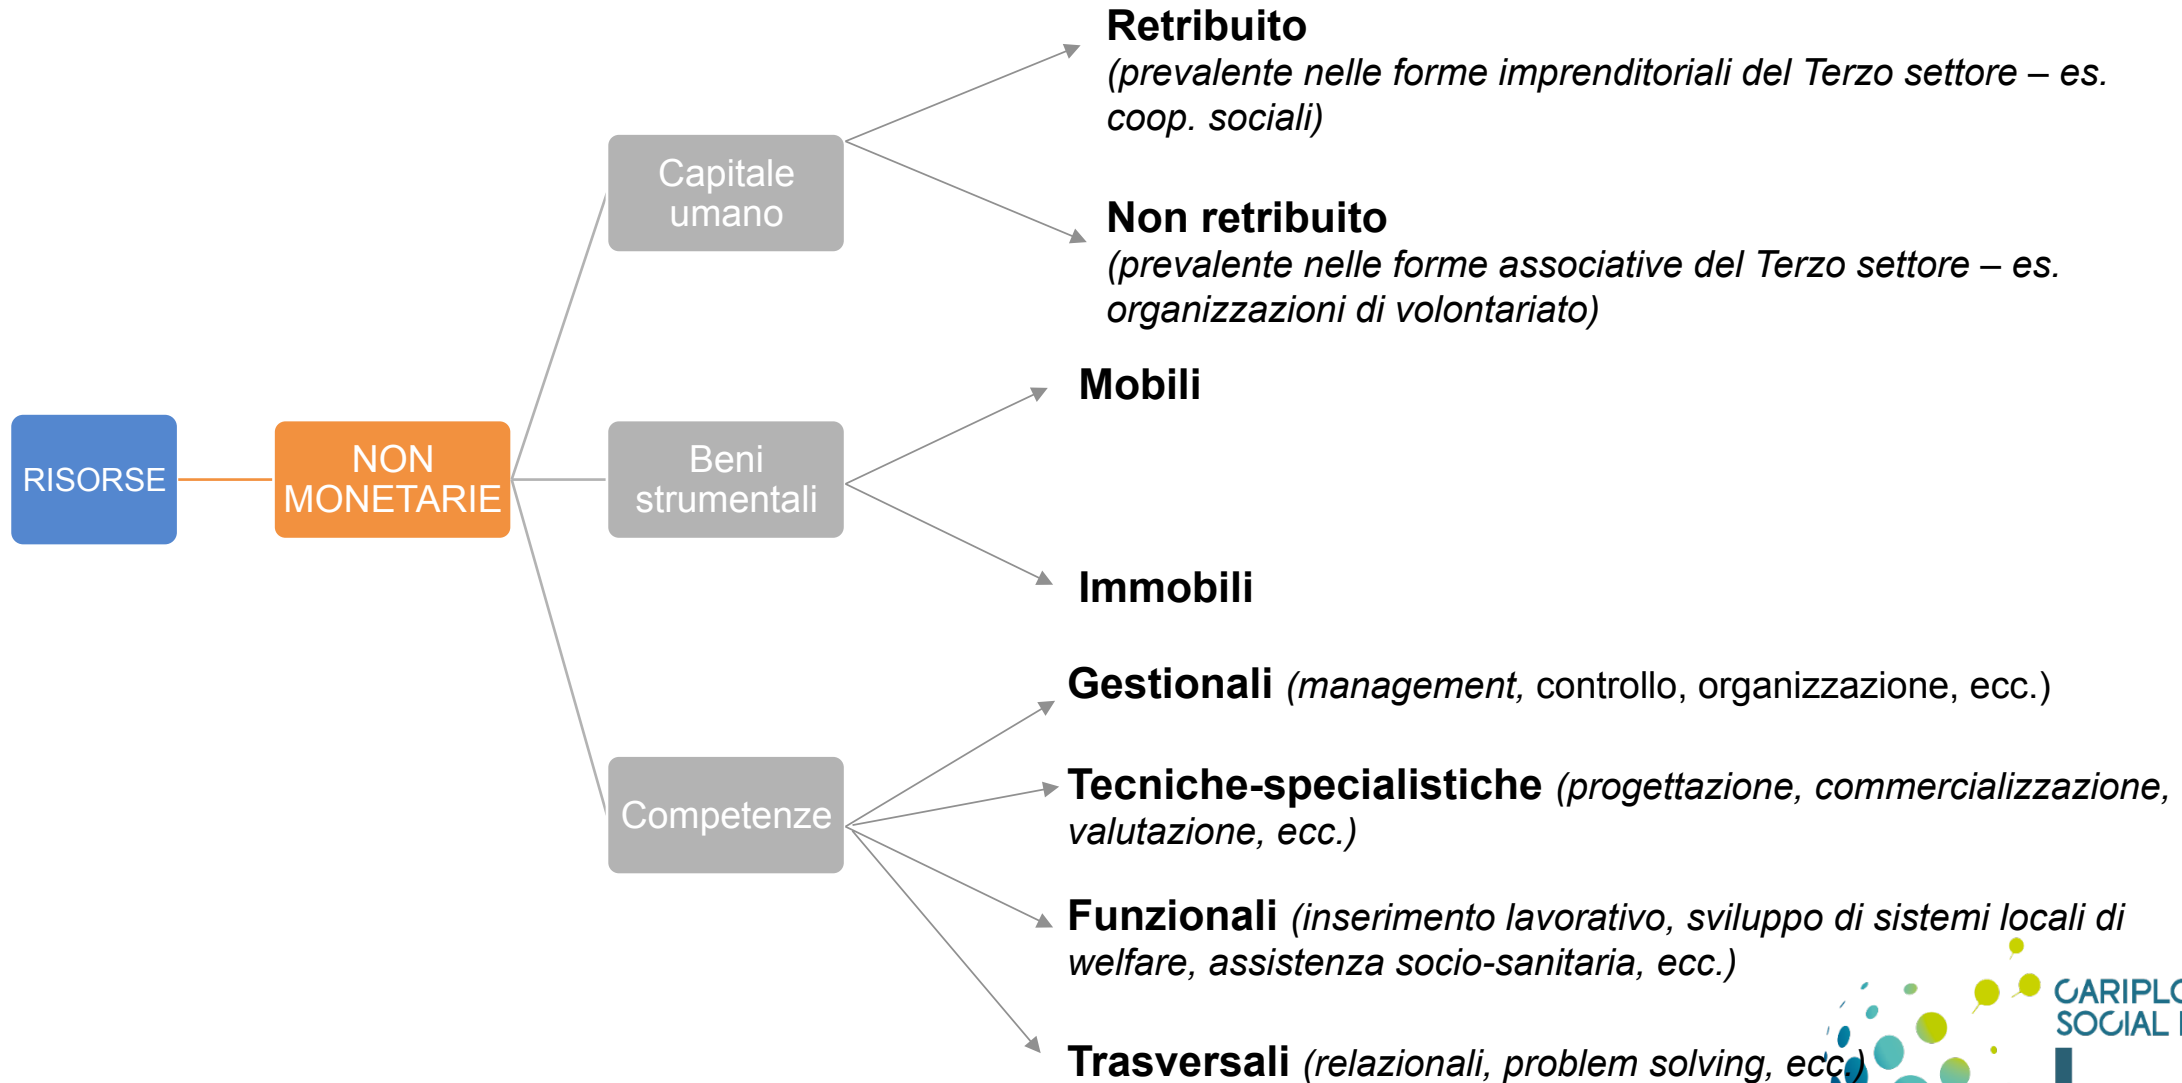 Retribuito
(prevalente nelle forme imprenditoriali del Terzo settore – es.
coop. sociali)
Capitale
umano
Non retribuito
(prevalente nelle forme associative del Terzo settore – es.
organizzazioni di volontariato)
Mobili
RISORSE
NON
MONETARIE
Beni
strumentali
Immobili
Gestionali (management, controllo, organizzazione, ecc.)
Tecniche-specialistiche (progettazione, commercializzazione,
valutazione, ecc.)
Competenze
Funzionali (inserimento lavorativo, sviluppo di sistemi locali di
welfare, assistenza socio-sanitaria, ecc.)
Trasversali (relazionali, problem solving, ecc.)
SOCIAL